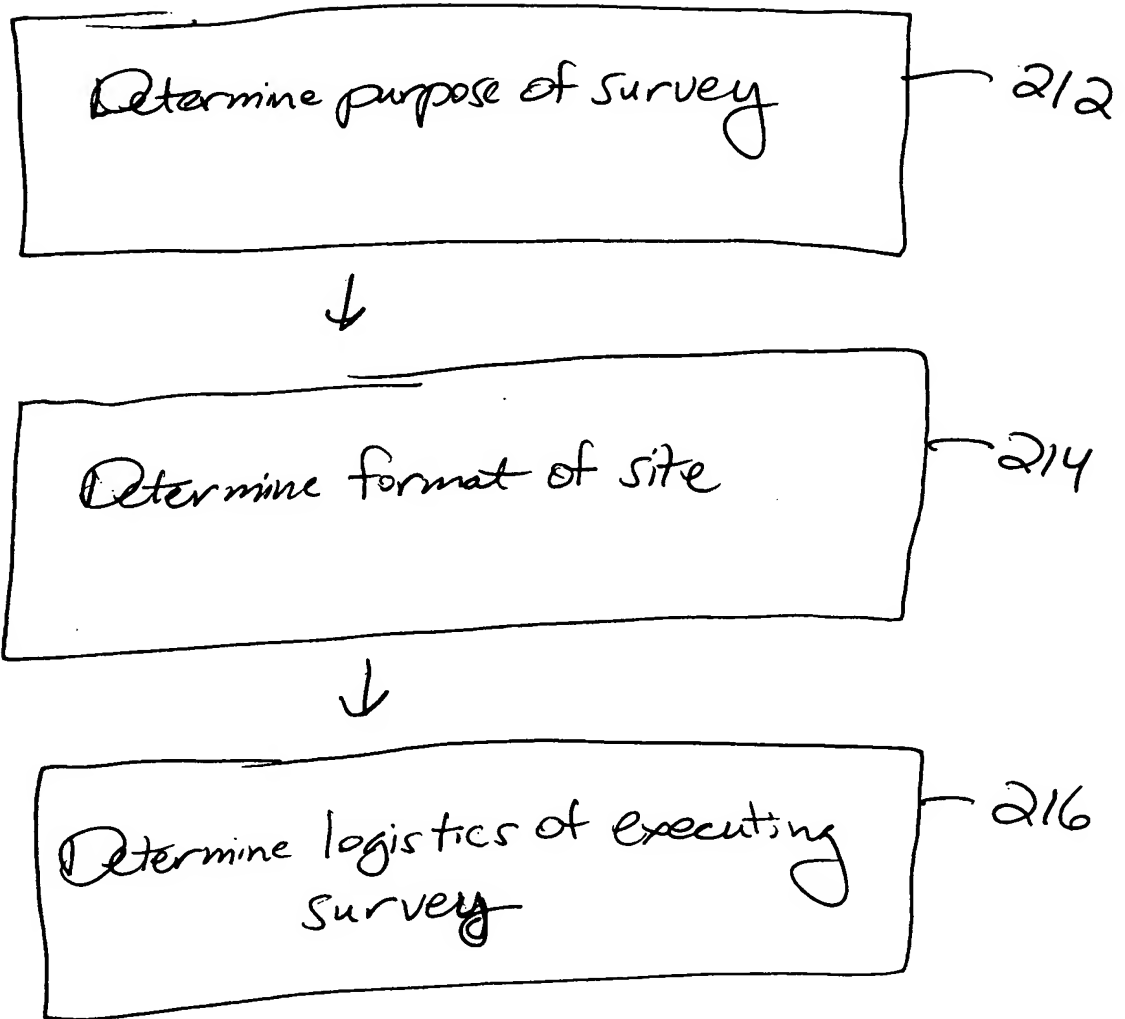 Determine purpose of survey
212
Determine format of site
214
Determine logistics of executing
survey
216